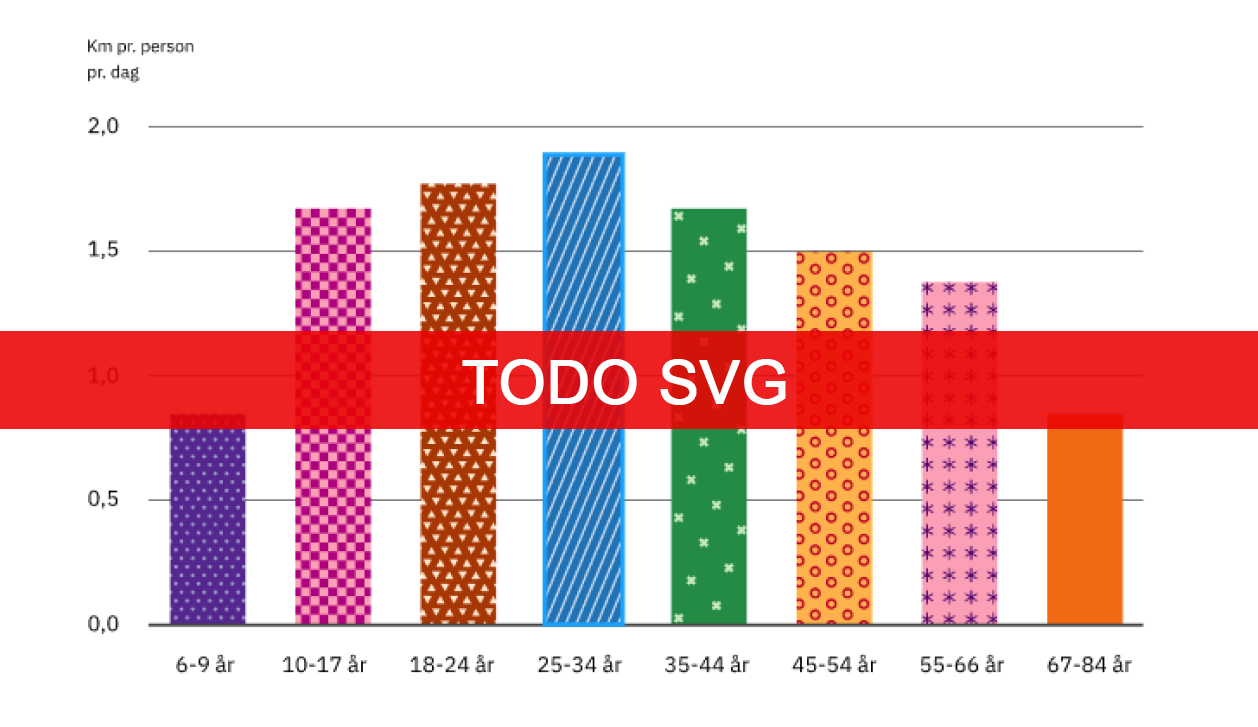 Km pr. person
pr. dag
2,0
1,5
1,0
0,5
0,0
TODO SVG
6-9 år
10-17 år
18-24 år
25-34 år
35-44 år
45-54 år
55-66 år
67-84 år